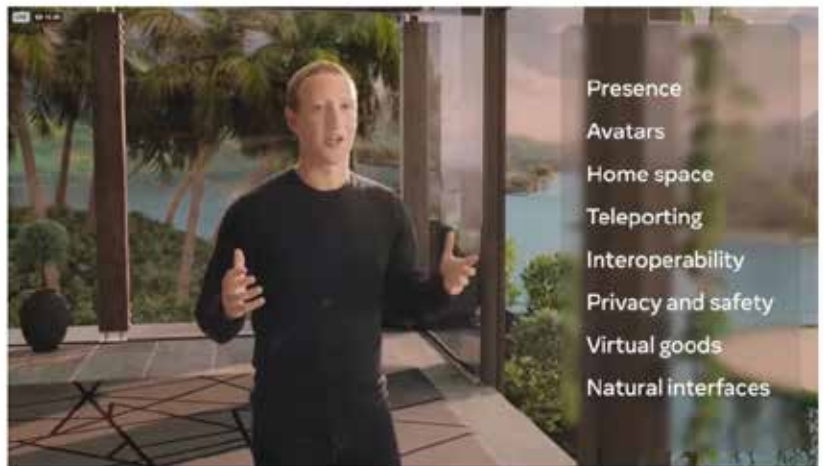 Presence
Avatars
Home space
Teleporting
Interoperability
Privacy and safety
Virtual goods
Natural interfaces